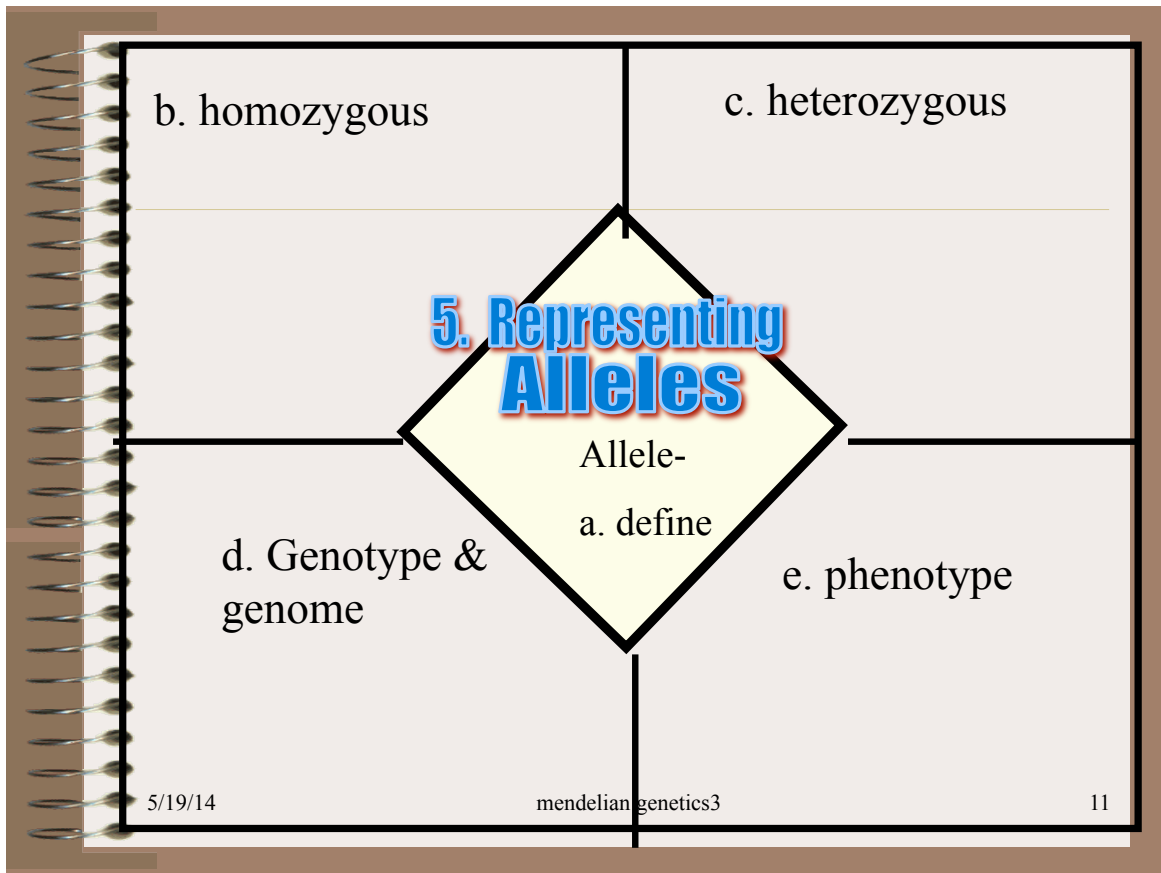 b. homozygous
c. heterozygous
5. Representing
Alleles
Allele-
a. define
d. Genotype &
genome
e. phenotype
5/19/14
mendelian genetics3
11